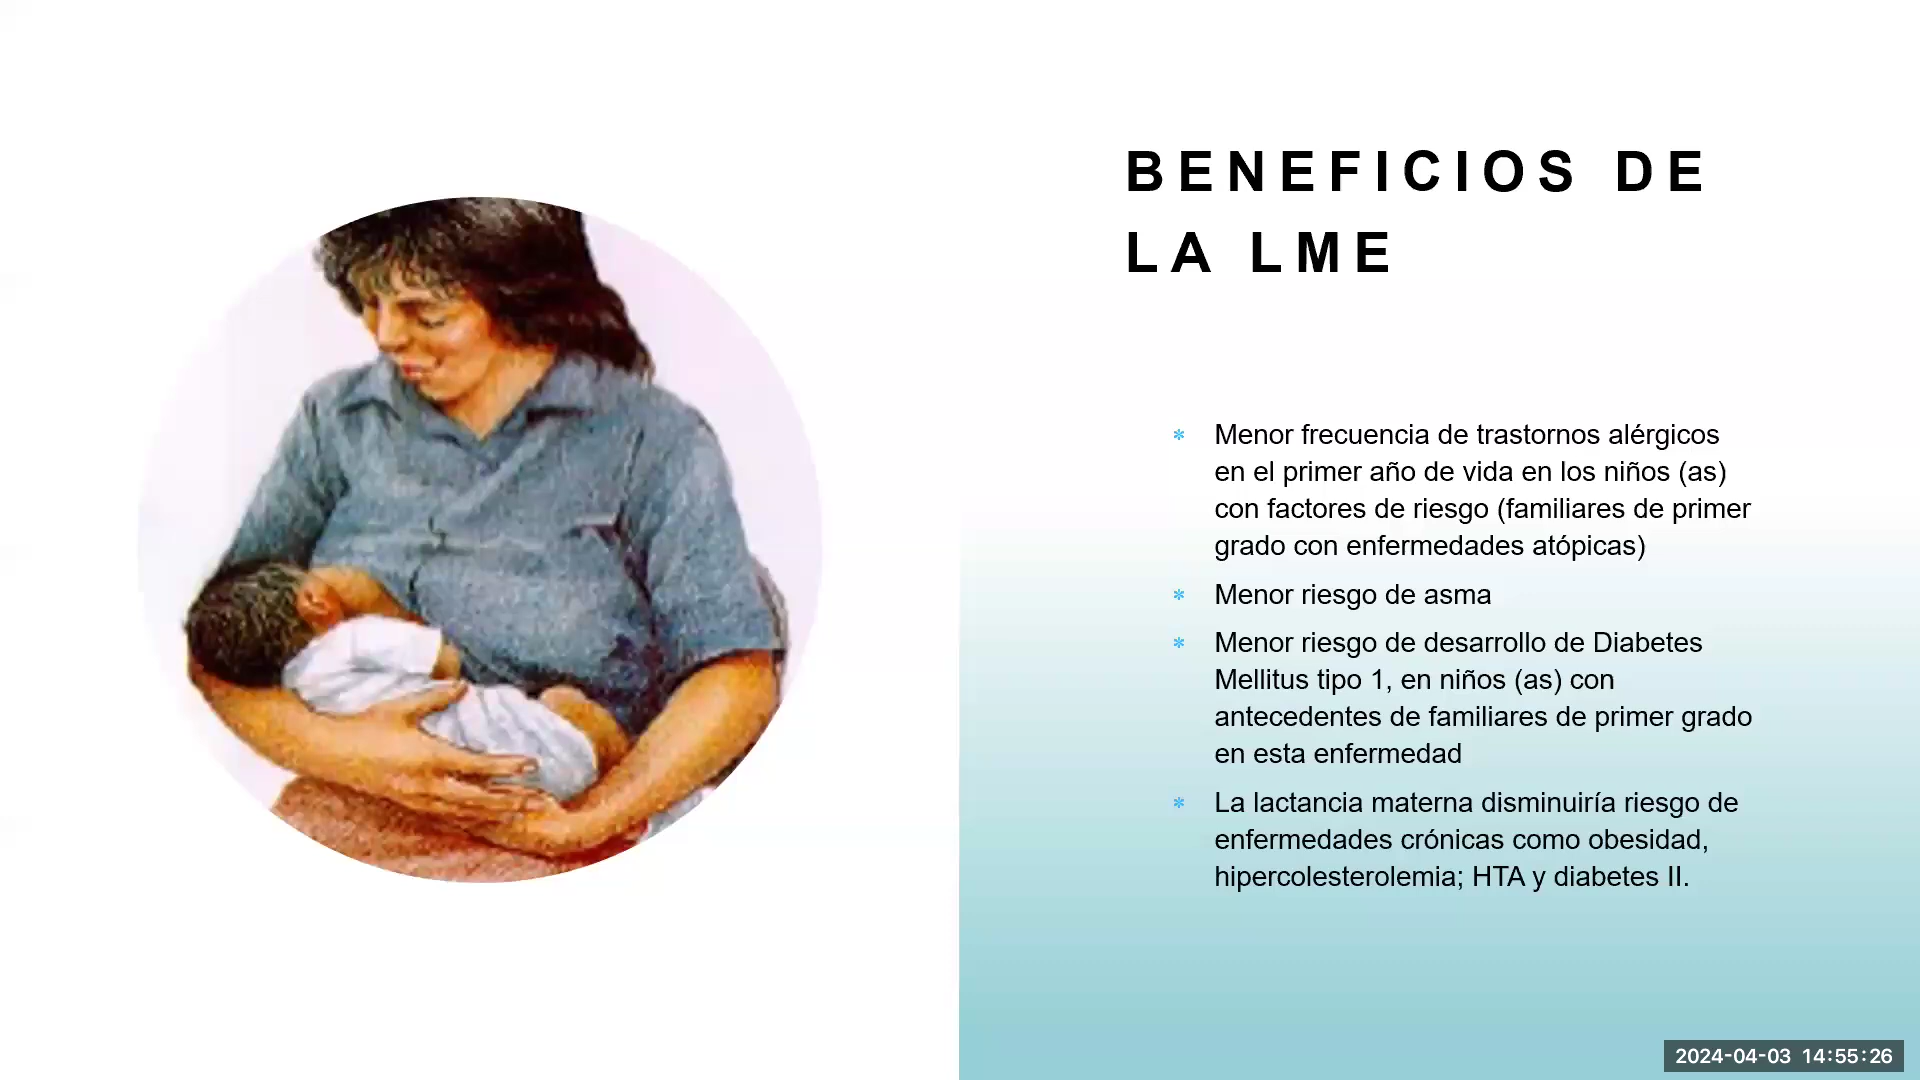 BENEFICIOS DE
LA LME
* Menor frecuencia de trastornos alérgicos
en el primer año de vida en los niños (as)
con factores de riesgo (familiares de primer
grado con enfermedades atópicas)
* Menor riesgo de asma
* Menor riesgo de desarrollo de Diabetes
Mellitus tipo 1, en niños (as) con
antecedentes de familiares de primer grado
en esta enfermedad
* La lactancia materna disminuiría riesgo de
enfermedades crónicas como obesidad,
hipercolesterolemia; HTA y diabetes II.
2024-04-03 14:55:26